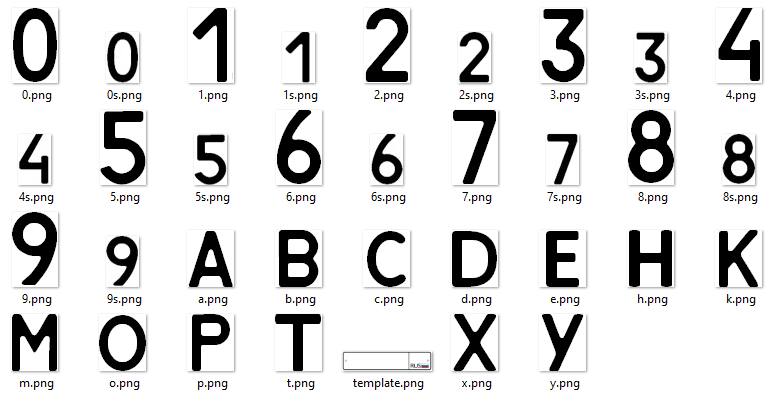 0 0 1 1 2 2 3 3 4
0.png 0s.png 1.png 1s.png 2.png 2s.png 3.png 3s.png 4.png
4 5 5 6 6 7 7 8 8
4s.png 5.png 5s.png 6.png 6s.png 7.png 7s.png 8.png 8s.png
9 9 A B C D E H K
9.png 9s.png a.png b.png c.png d.png e.png h.png k.png
M O P T RUS X Y
m.png o.png p.png t.png template.png x.png y.png